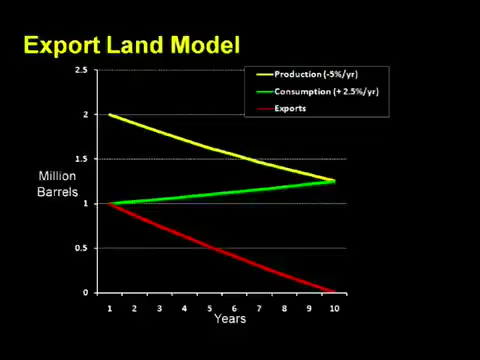 Export Land Model
2.5
2
1.5
1
0.5
0
Million
Barrels
Production (-5%/yr)
Consumption (+ 2.5%/yr)
Exports
1 2 3 4 5 6 7 8 9 10
Years